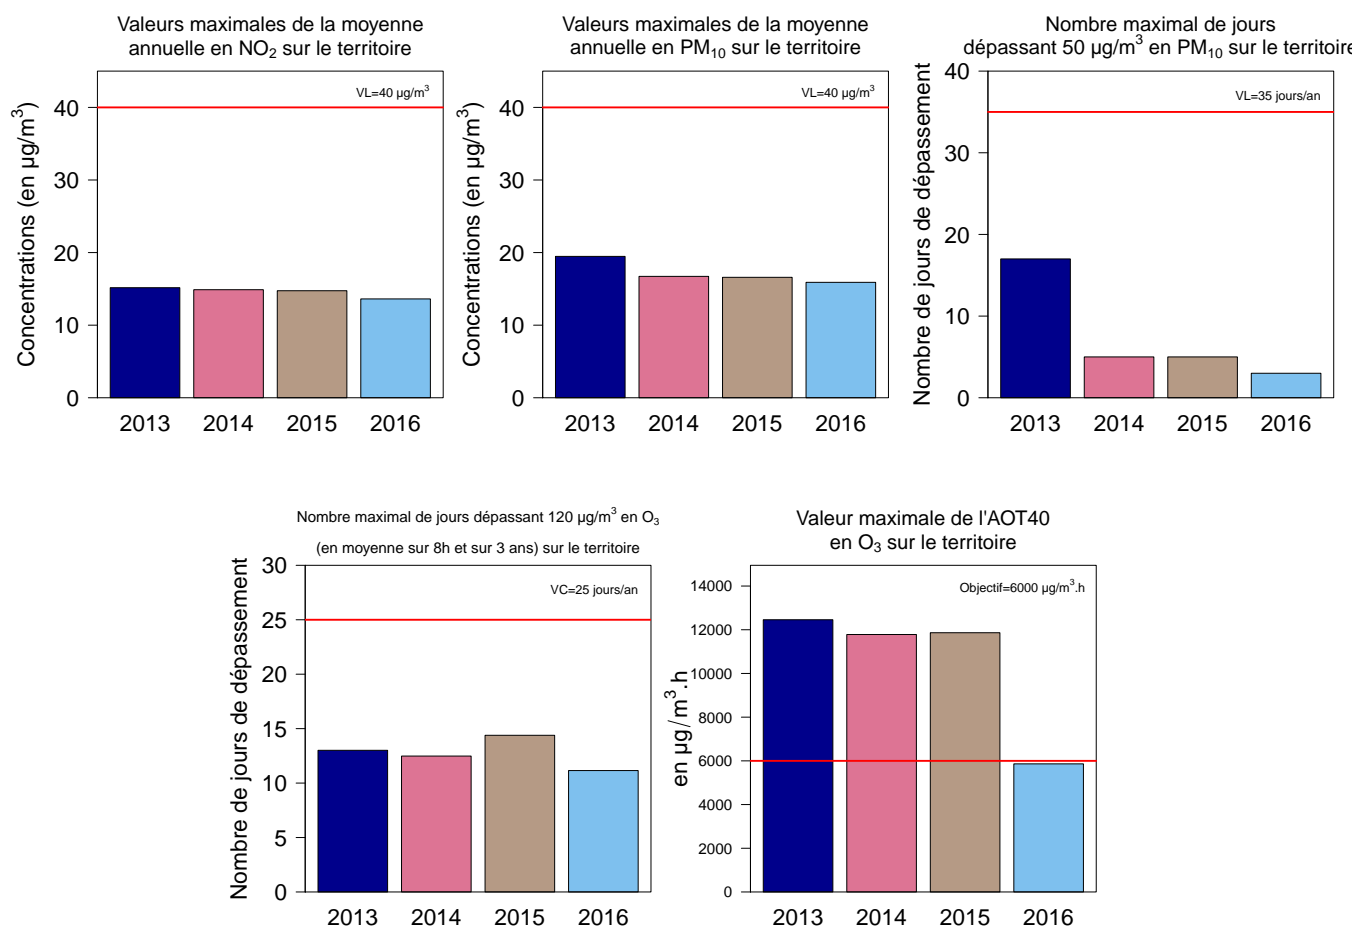 Valeurs maximales de la moyenne
annuelle en NO₂ sur le territoire
VL=40 µg/m³
Concentrations (en µg/m³)
40
30
20
10
0
2013 2014 2015 2016
Valeurs maximales de la moyenne
annuelle en PM₁₀ sur le territoire
VL=40 µg/m³
Concentrations (en µg/m³)
40
30
20
10
0
2013 2014 2015 2016
Nombre maximal de jours
dépassant 50 µg/m³ en PM₁₀ sur le territoire
VL=35 jours/an
Nombre de jours de dépassement
40
30
20
10
0
2013 2014 2015 2016
Nombre maximal de jours dépassant 120 µg/m³ en O₃
(en moyenne sur 8h et sur 3 ans) sur le territoire
VC=25 jours/an
Nombre de jours de dépassement
30
25
20
15
10
5
0
2013 2014 2015 2016
Valeur maximale de l'AOT40
en O₃ sur le territoire
Objectif=6000 µg/m³.h
en µg/m³.h
14000
12000
10000
8000
6000
4000
2000
0
2013 2014 2015 2016